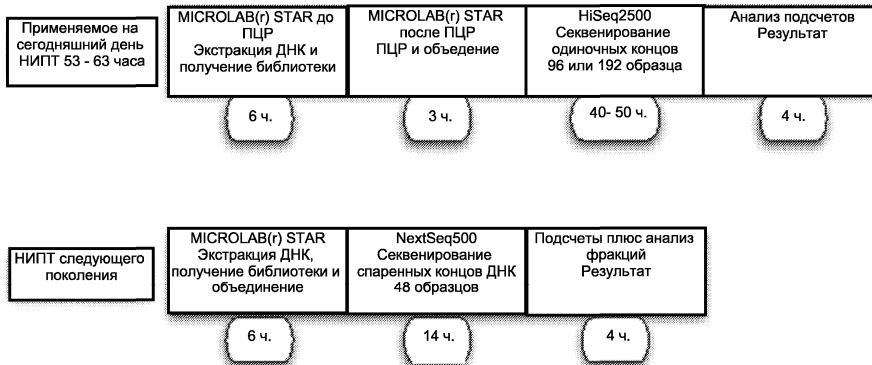 Применяемое на
сегодняшний день
НИПТ 53 - 63 часа
MICROLAB(r) STAR до
ПЦР
Экстракция ДНК и
получение библиотеки
MICROLAB(r) STAR
после ПЦР
ПЦР и объедение
HiSeq2500
Секвенирование
одиночных концов
96 или 192 образца
Анализ подсчетов
Результат
6 ч.
3 ч.
40- 50 ч.
4 ч.
НИПТ следующего
поколения
MICROLAB(r) STAR
Экстракция ДНК,
получение библиотеки и
объединение
NextSeq500
Секвенирование
спаренных концов ДНК
48 образцов
Подсчеты плюс анализ
фракций
Результат
6 ч.
14 ч.
4 ч.